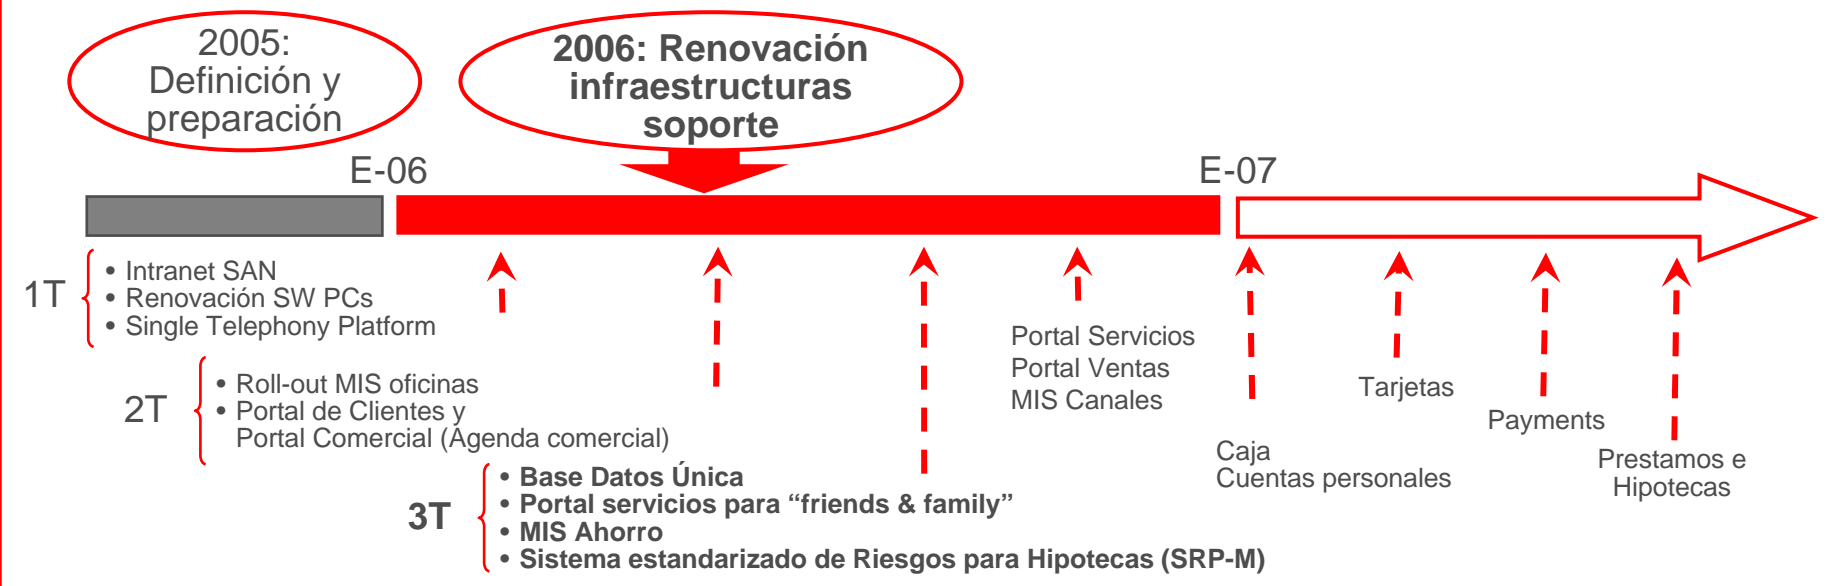 2005:
Definición y
preparación
2006: Renovación
infraestructuras
soporte
E-06
E-07
1T
• Intranet SAN
• Renovación SW PCs
• Single Telephony Platform
2T
• Roll-out MIS oficinas
• Portal de Clientes y
Portal Comercial (Agenda comercial)
3T
• Base Datos Única
• Portal servicios para “friends & family”
• MIS Ahorro
• Sistema estandarizado de Riesgos para Hipotecas (SRP-M)
Portal Servicios
Portal Ventas
MIS Canales
Caja
Cuentas personales
Tarjetas
Payments
Prestamos e
Hipotecas